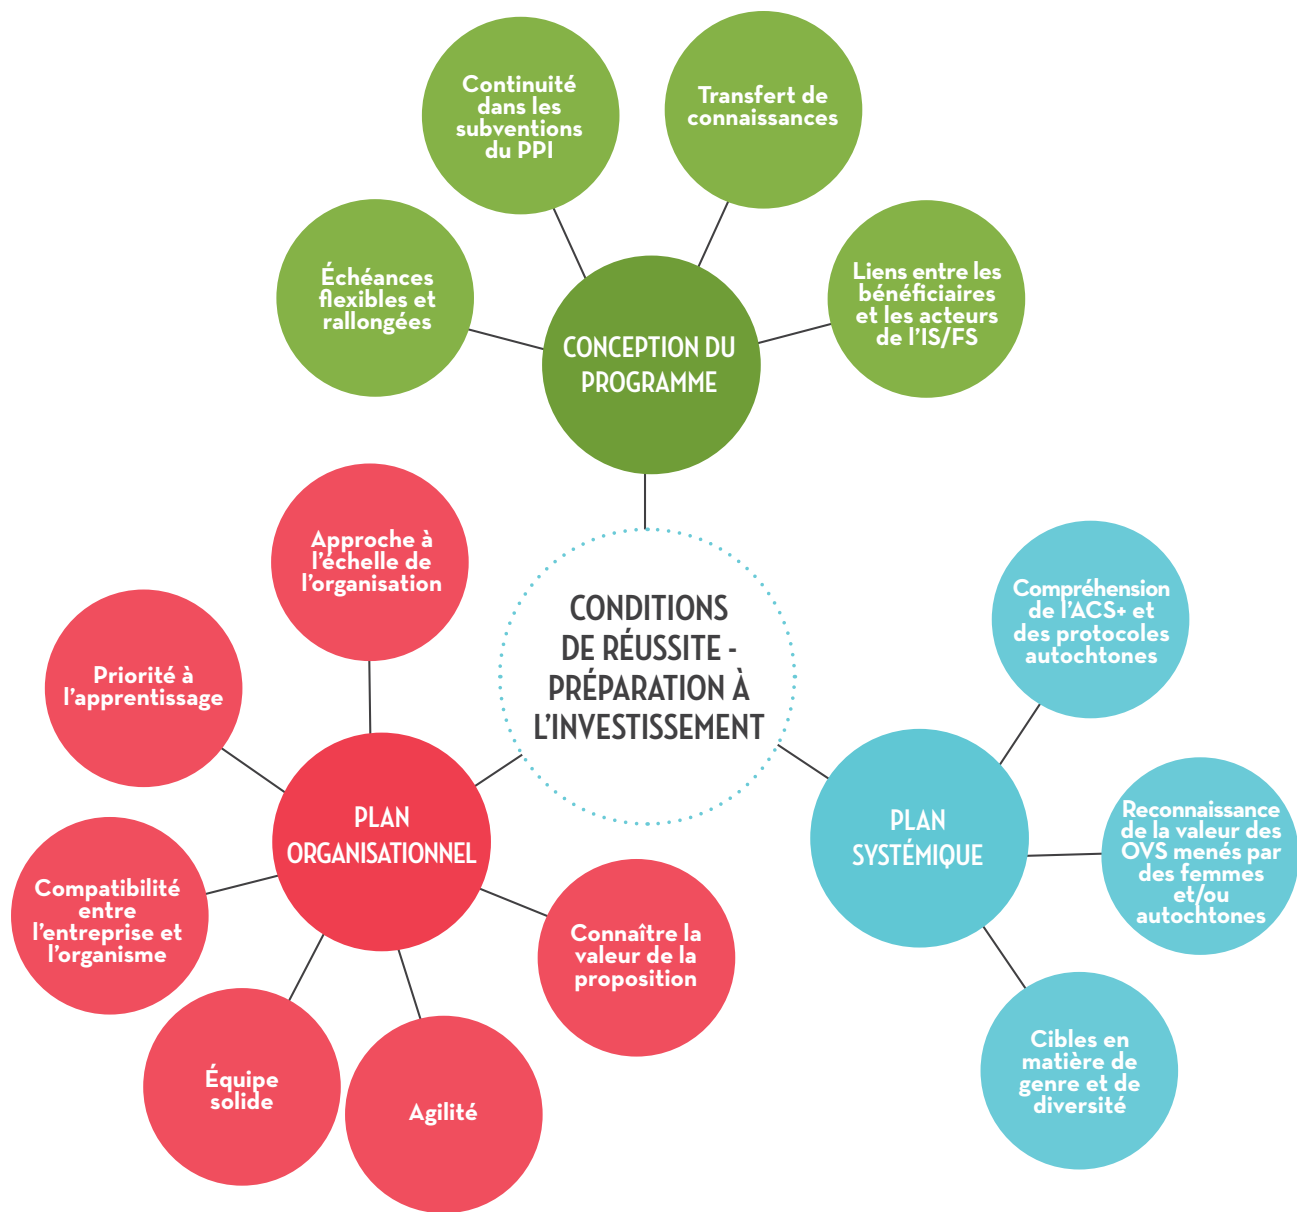 Continuité
dans les
subventions
du PPI
Transfert de
connaissances
Échéances
flexibles et
rallongées
Liens entre les
bénéficiaires
et les acteurs
de l'IS/FS
CONCEPTION DU
PROGRAMME
Approche à
l'échelle de
l'organisation
CONDITIONS
DE RÉUSSITE -
PRÉPARATION À
L'INVESTISSEMENT
Priorité à
l'apprentissage
PLAN
ORGANISATIONNEL
Compatibilité
entre
l'entreprise et
l'organisme
Équipe
solide
Agilité
Connaître la
valeur de la
proposition
PLAN
SYSTÉMIQUE
Compréhension
de l'ACS+ et
des protocoles
autochtones
Reconnaissance
de la valeur des
OVS menés par
des femmes
et/ou
autochtones
Cibles en
matière de
genre et de
diversité